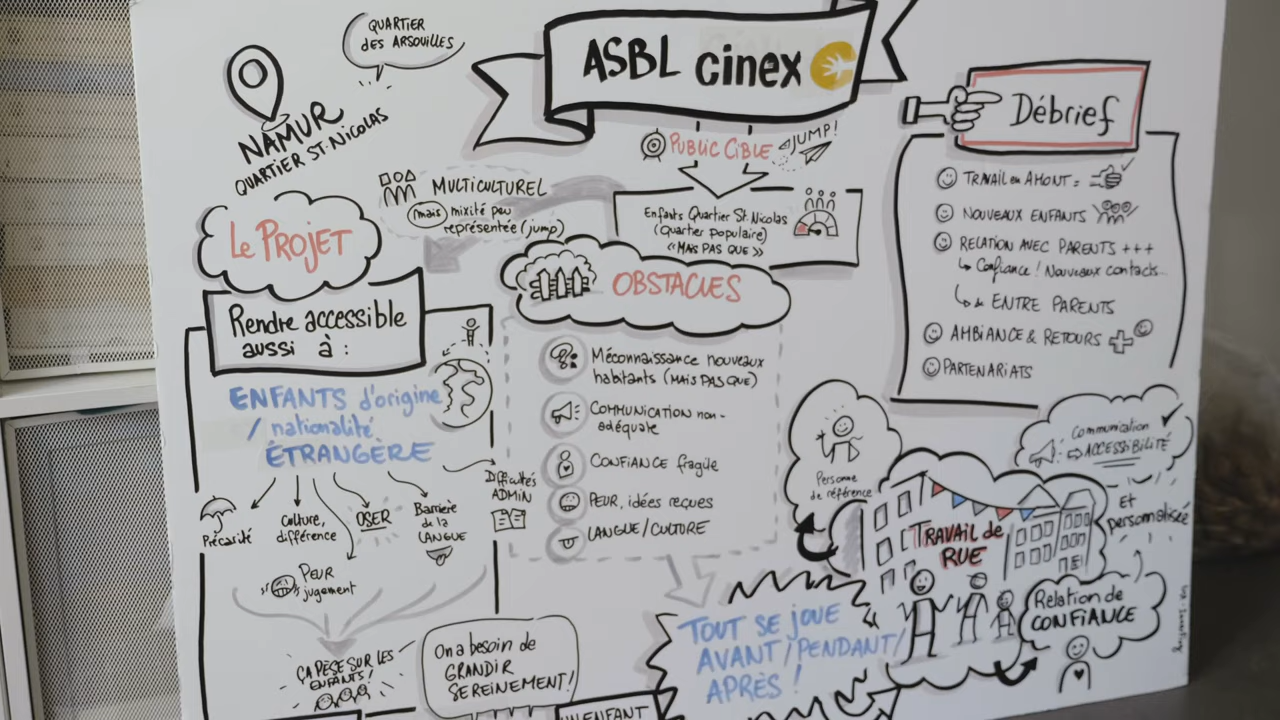 QUARTIER
des ARSOUILLES
NAMUR
QUARTIER ST-NICOLAS
ASBL cinex
PUBLIC CIBLE
JUMP!
Enfants Quartier St-Nicolas
(Quartier populaire)
« MAIS PAS QUE »
MULTICULTUREL
mais mixité peu
représentée (jump)
Le PROJET
Rendre accessible
aussi à :
ENFANTS d'origine
/ nationalité
ÉTRANGÈRE
Précarité
Culture,
différence
OSER
Barrière
de la
LANGUE
Difficultés
ADMIN
PEUR
jugement
ÇA PÈSE SUR LES
ENFANTS!
On a besoin de
GRANDIR
SEREINEMENT!
UN ENFANT
OBSTACLES
Méconnaissance nouveaux
habitants (MAIS PAS QUE)
COMMUNICATION non-
adéquate
CONFIANCE fragile
PEUR, idées reçues
LANGUE/CULTURE
TOUT SE JOUE
AVANT/PENDANT/
APRÈS !
Débrief
TRAVAIL en AMONT =
NOUVEAUX ENFANTS
RELATION AVEC PARENTS +++
Confiance ! Nouveaux contacts...
ENTRE PARENTS
AMBIANCE & RETOURS
PARTENARIATS
Personne
de référence
Communication
ACCESSIBILITÉ
et
personnalisée
TRAVAIL de
RUE
Relation de
CONFIANCE